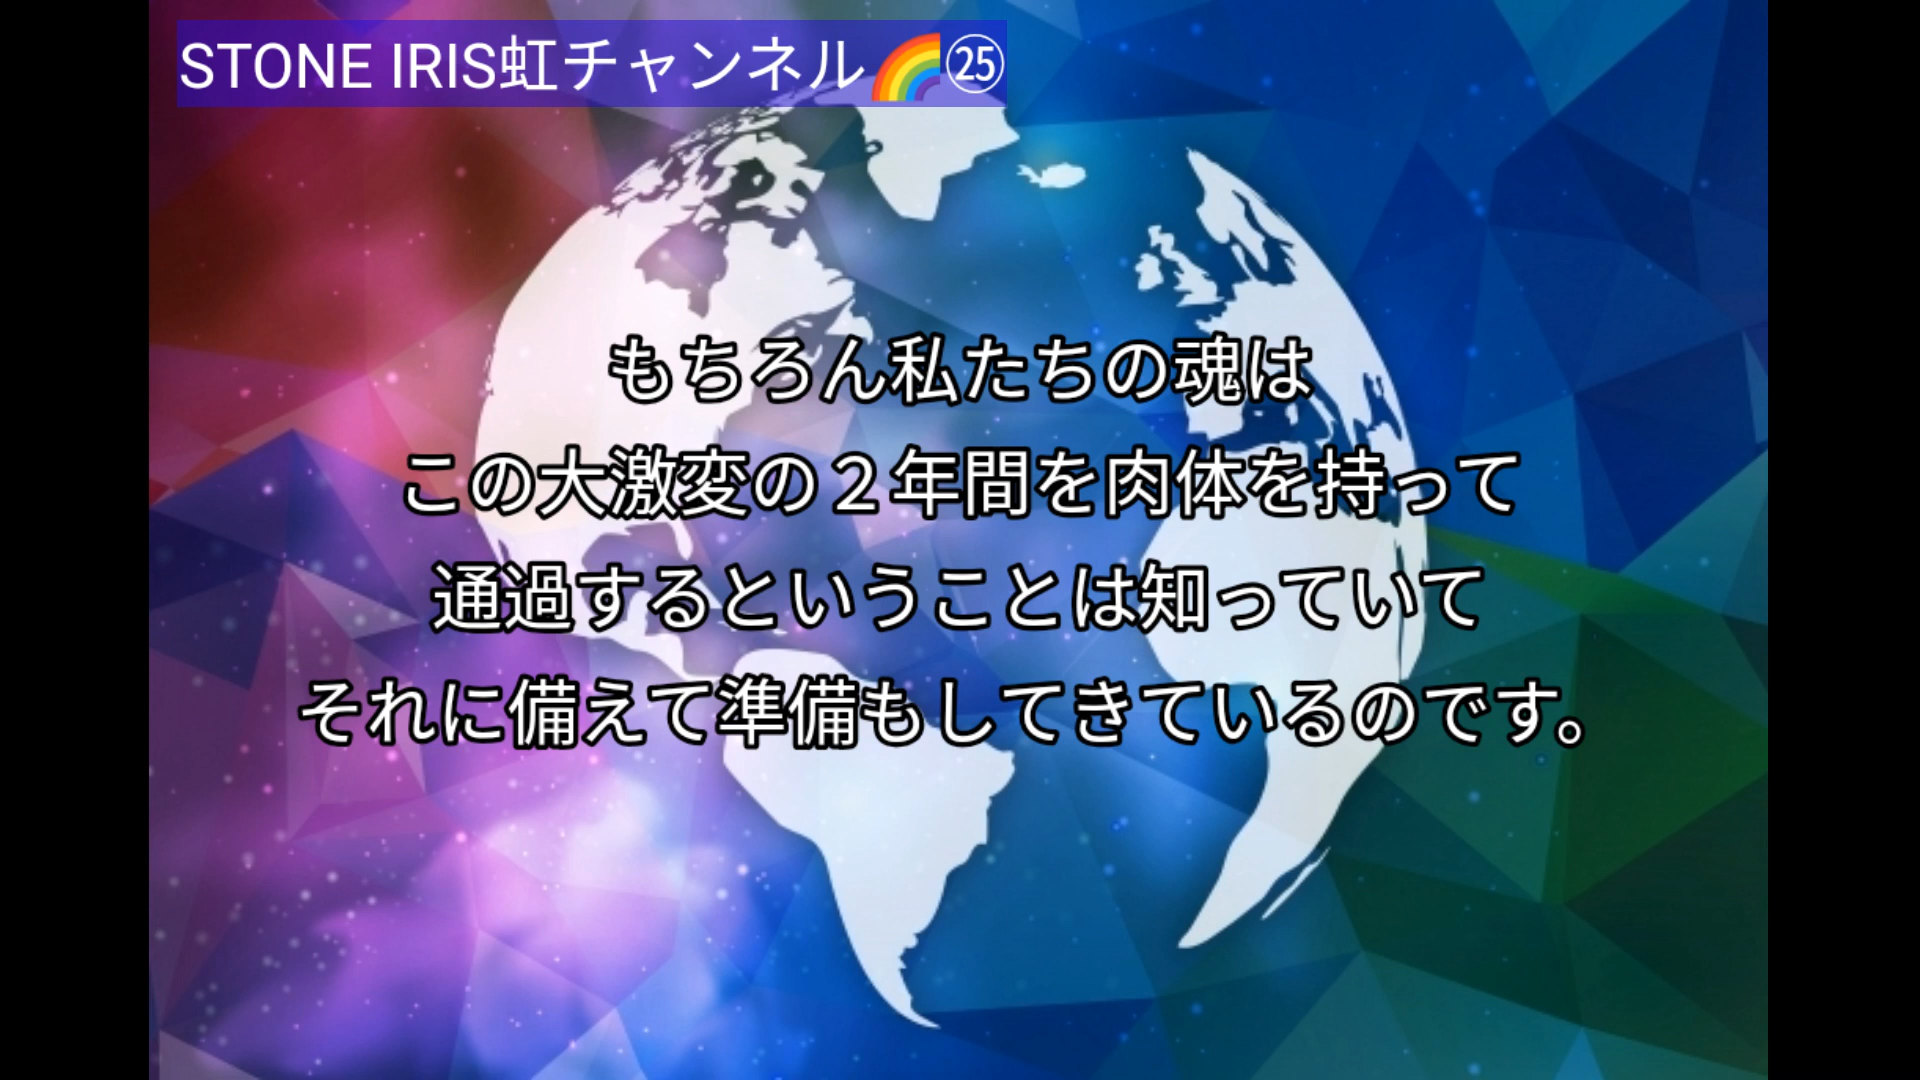 STONE IRIS虹チャンネル🌈㉕
もちろん私たちの魂は
この大激変の２年間を肉体を持って
通過するということは知っていて
それに備えて準備もしてきているのです。